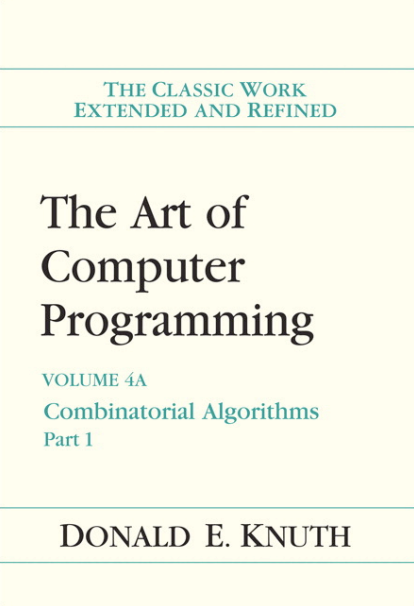 THE CLASSIC WORK
EXTENDED AND REFINED
The Art of
Computer
Programming
VOLUME 4A
Combinatorial Algorithms
Part 1
DONALD E. KNUTH